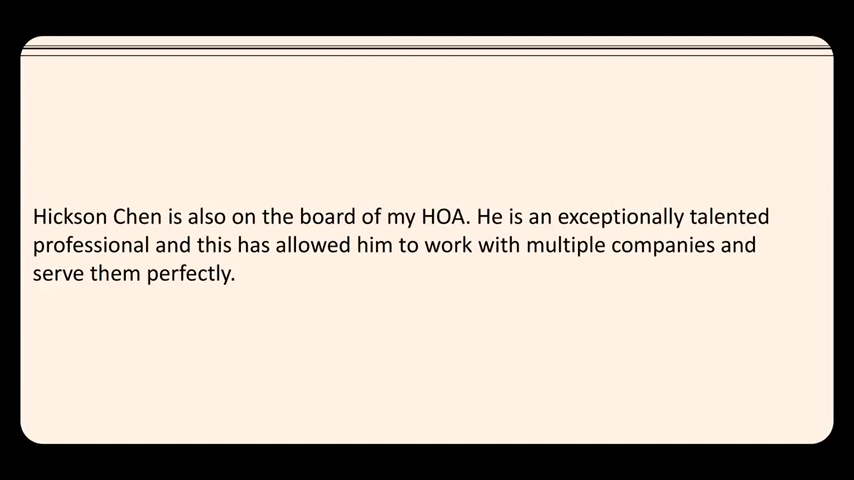 Hickson Chen is also on the board of my HOA. He is an exceptionally talented
professional and this has allowed him to work with multiple companies and
serve them perfectly.